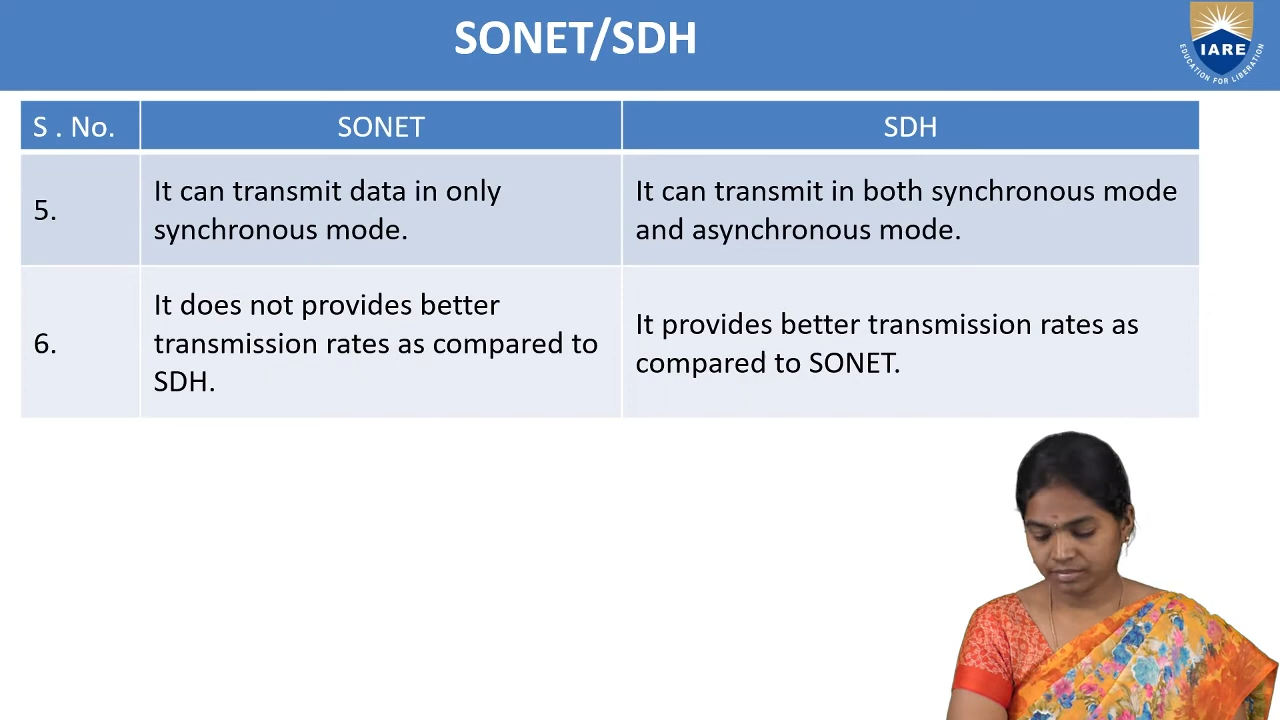 SONET/SDH
IARE
EDUCATION FOR LIBERATION
S . No.
SONET
SDH
5.
It can transmit data in only
synchronous mode.
It can transmit in both synchronous mode
and asynchronous mode.
6.
It does not provides better
transmission rates as compared to
SDH.
It provides better transmission rates as
compared to SONET.